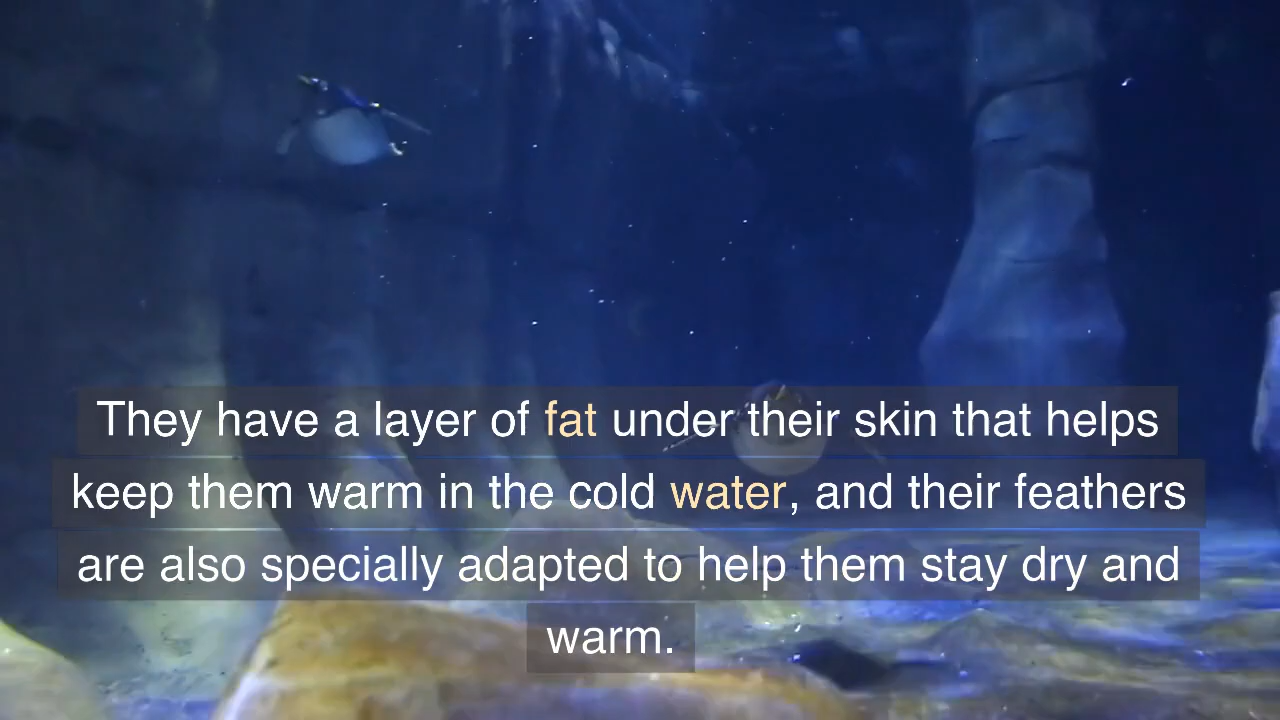 They have a layer of fat under their skin that helps
keep them warm in the cold water, and their feathers
are also specially adapted to help them stay dry and
warm.